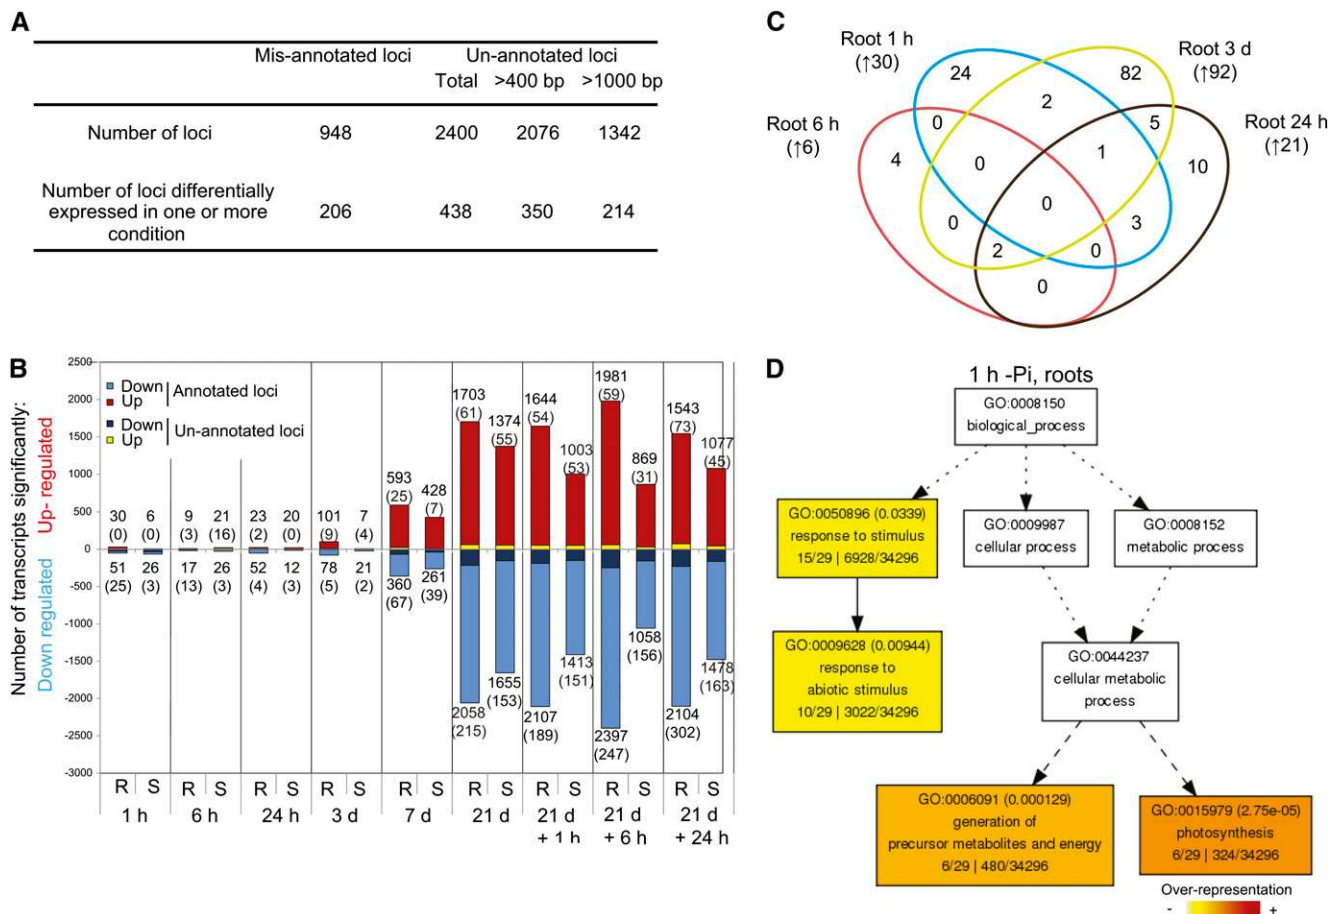 A
Mis-annotated loci Un-annotated loci
Total >400 bp >1000 bp
Number of loci 948 2400 2076 1342
Number of loci differentially
expressed in one or more
condition
206 438 350 214
C
Root 1 h
(↑30)
Root 3 d
(↑92)
Root 6 h
(↑6)
Root 24 h
(↑21)
24 82
2
0 5
4 0 1 10
0
0 3
2 0
0
B
Number of transcripts significantly:
Down regulated Up- regulated
2500
2000
1500
1000
500
0
-500
-1000
-1500
-2000
-2500
-3000
Down
Up
Annotated loci
Down
Up
Un-annotated loci
30 6 9 21 23 20 101 7 593 428 1703 1374 1644 1003 1981 869 1543 1077
(0) (0) (3) (16) (2) (0) (9) (4) (25) (7) (61) (55) (54) (53) (59) (31) (73) (45)
51 26 17 26 52 12 78 21 360 261 2058 1655 2107 1413 2397 1058 2104 1478
(25) (3) (13) (3) (4) (3) (5) (2) (67) (39) (215) (153) (189) (151) (247) (156) (302) (163)
R S R S R S R S R S R S R S R S R S
1 h 6 h 24 h 3 d 7 d 21 d 21 d 21 d 21 d
+ 1 h + 6 h + 24 h
D
1 h -Pi, roots
GO:0008150
biological_process
GO:0050896 (0.0339)
response to stimulus
15/29 | 6928/34296
GO:0009987
cellular process
GO:0008152
metabolic process
GO:0009628 (0.00944)
response to
abiotic stimulus
10/29 | 3022/34296
GO:0044237
cellular metabolic
process
GO:0006091 (0.000129)
generation of
precursor metabolites and energy
6/29 | 480/34296
GO:0015979 (2.75e-05)
photosynthesis
6/29 | 324/34296
Over-representation
- +